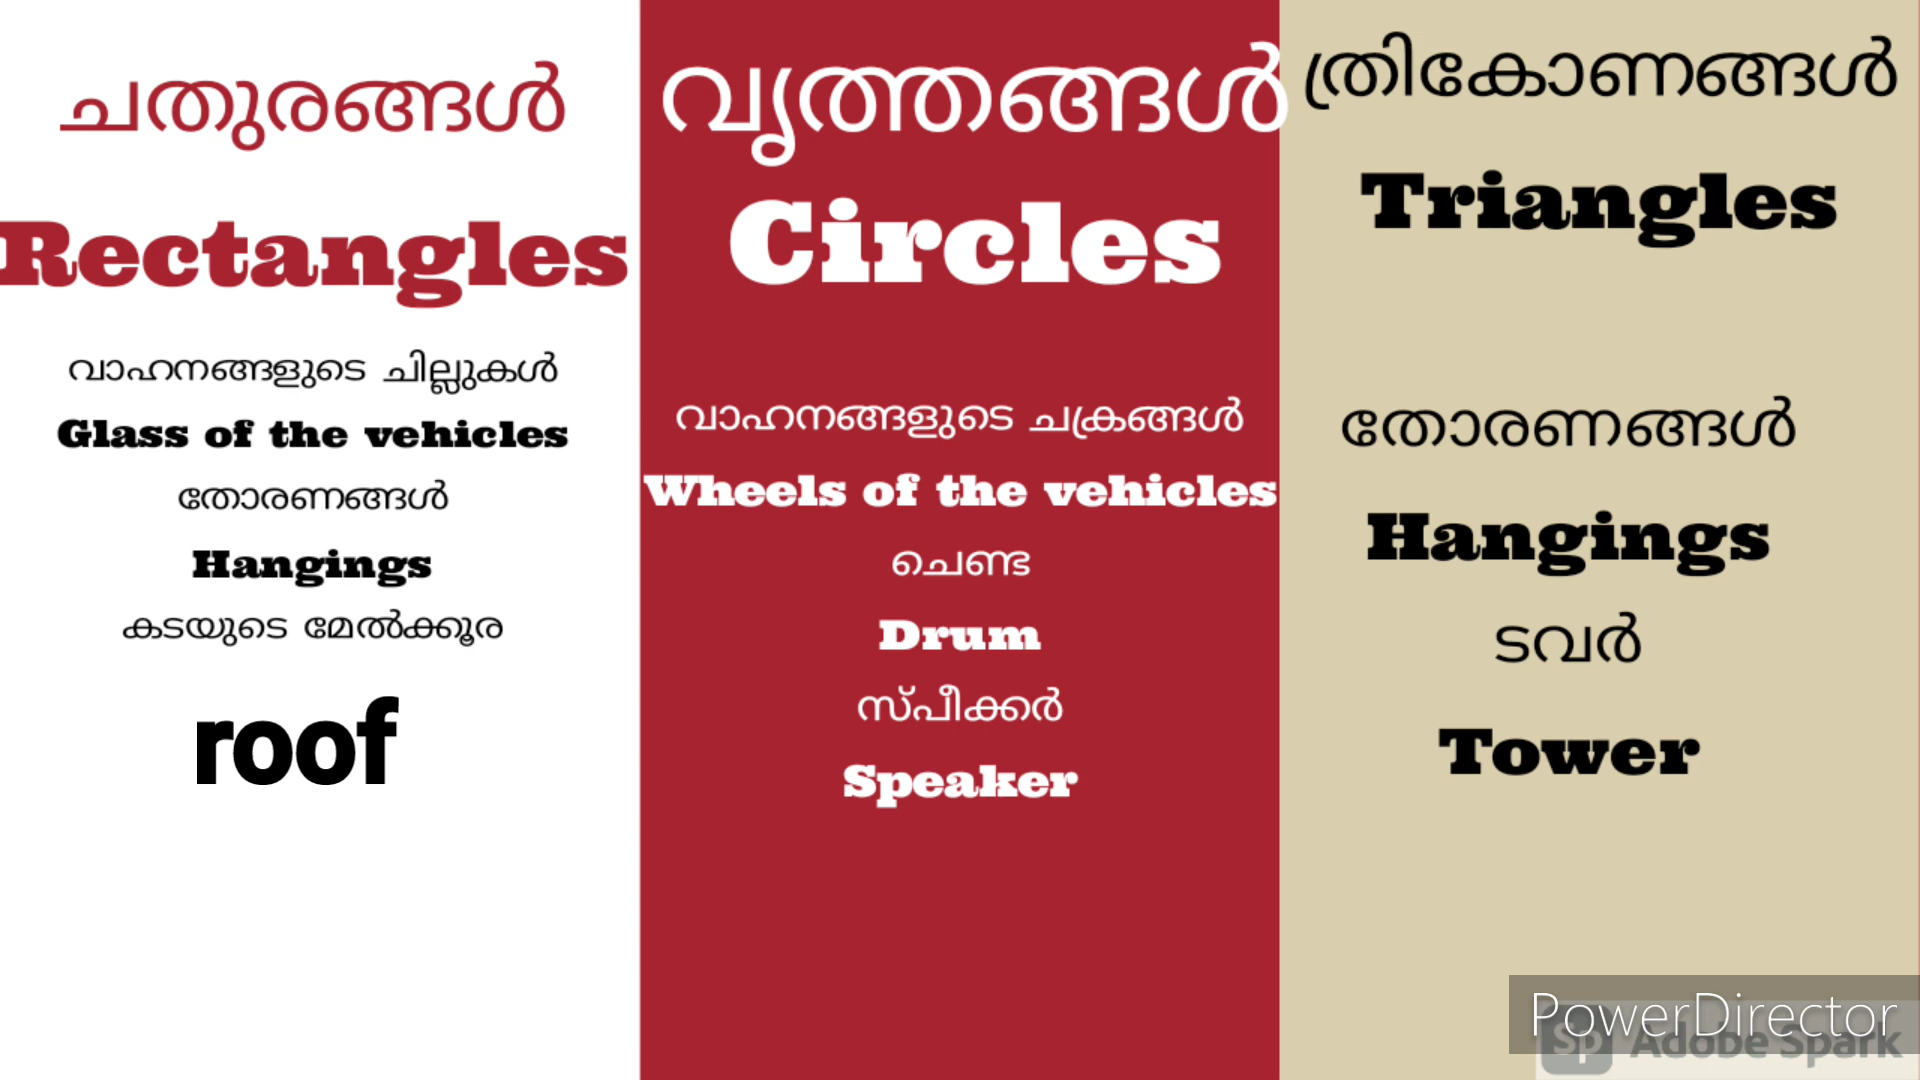 ചതുരങ്ങൾ
Rectangles
വാഹനങ്ങളുടെ ചില്ലുകൾ
Glass of the vehicles
തോരണങ്ങൾ
Hangings
കടയുടെ മേൽക്കൂര
roof
വൃത്തങ്ങൾ
Circles
വാഹനങ്ങളുടെ ചക്രങ്ങൾ
Wheels of the vehicles
ചെണ്ട
Drum
സ്പീക്കർ
Speaker
ത്രികോണങ്ങൾ
Triangles
തോരണങ്ങൾ
Hangings
ടവർ
Tower
PowerDirector
Sp Adobe Spark